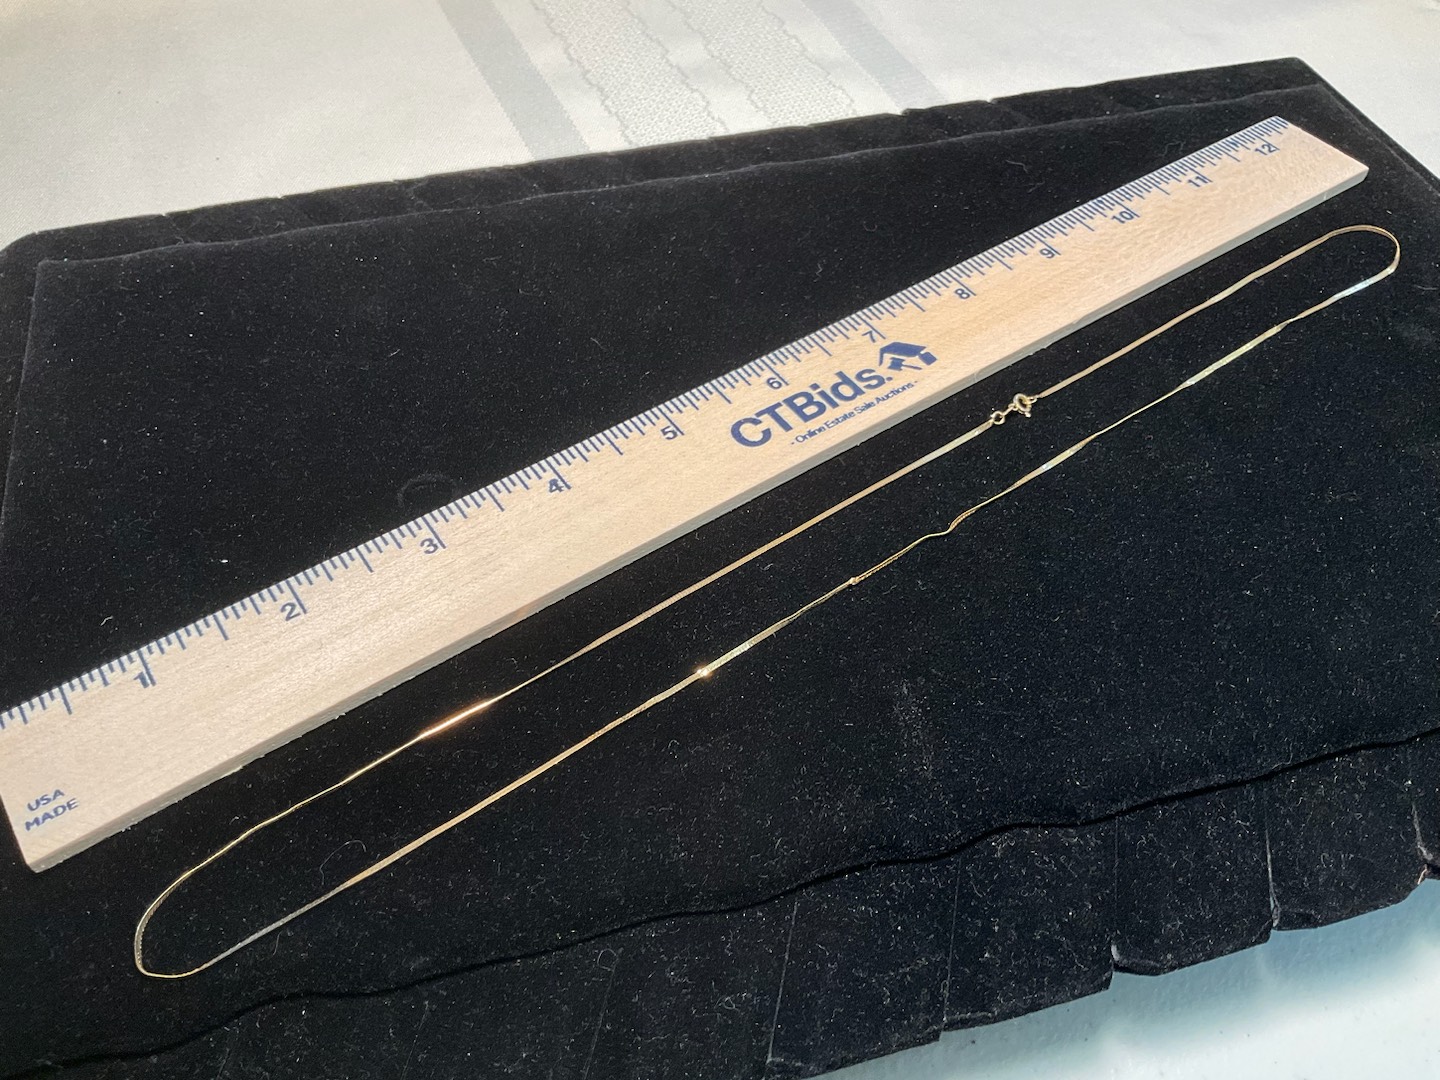 1 2 3 4 5 6 7 8 9 10 11 12
CTBids.
- Online Estate Sale Auctions -
USA
MADE